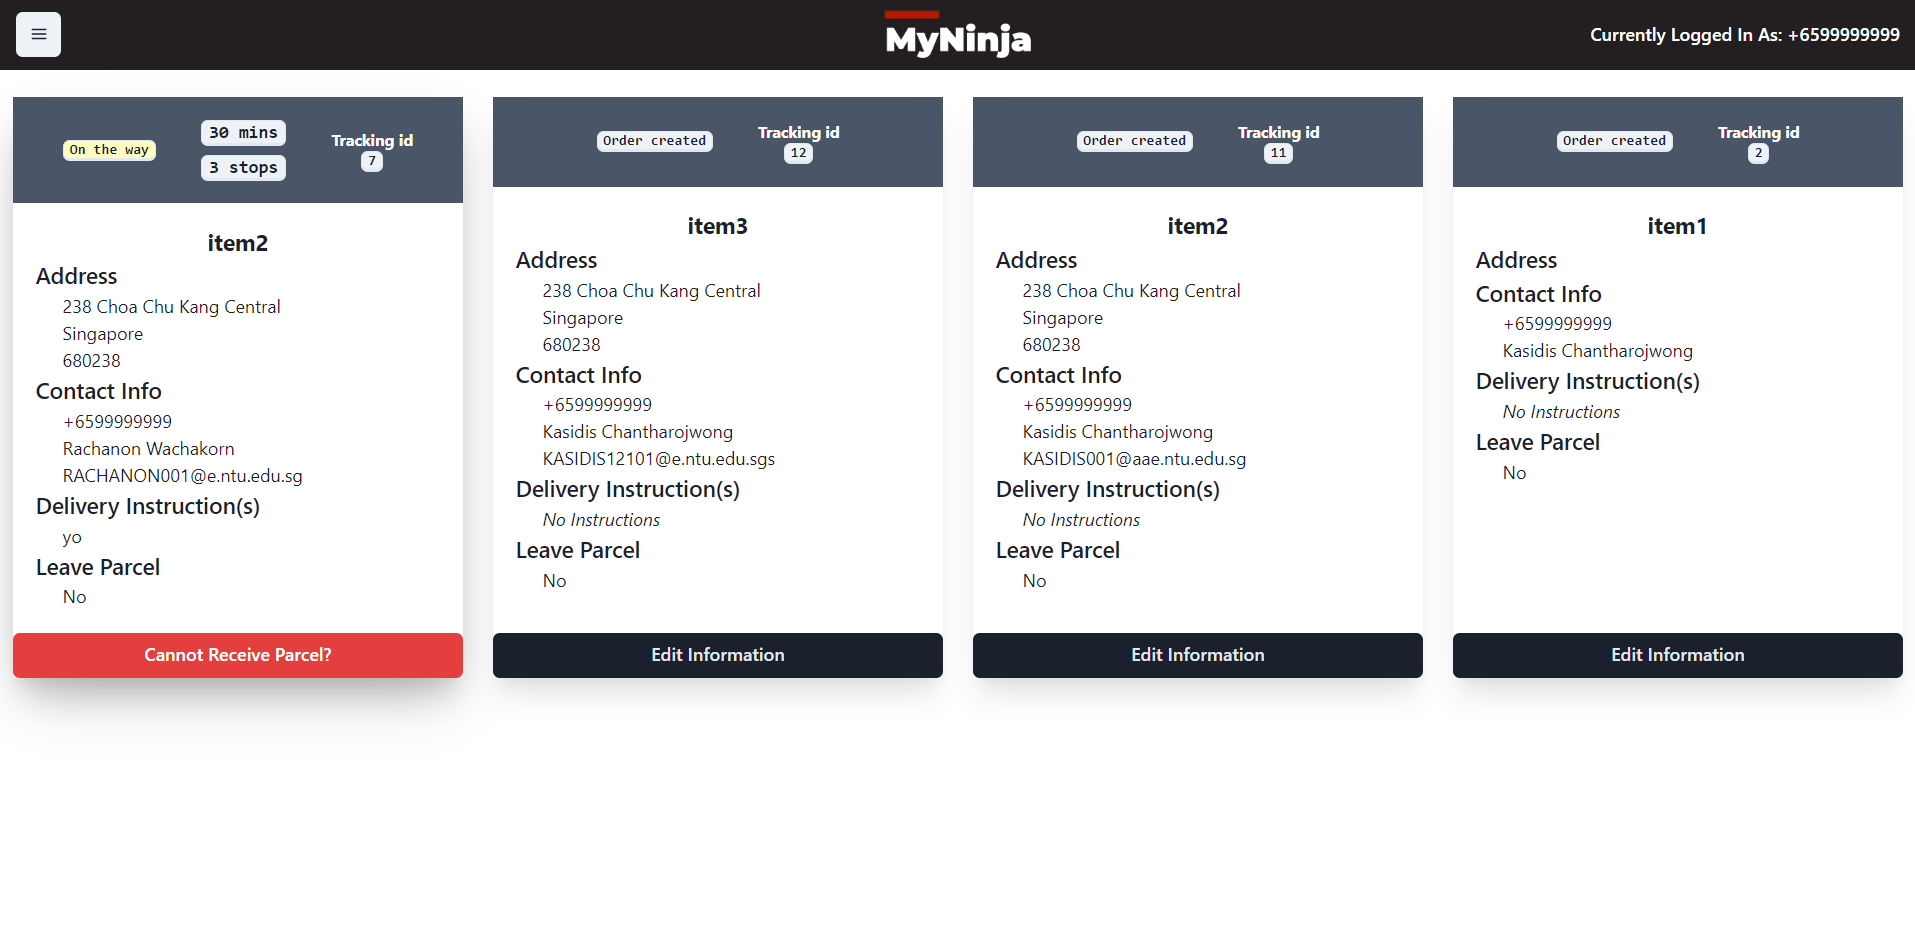 MyNinja
Currently Logged In As: +6599999999
On the way
30 mins
3 stops
Tracking id
7
item2
Address
238 Choa Chu Kang Central
Singapore
680238
Contact Info
+6599999999
Rachanon Wachakorn
RACHANON001@e.ntu.edu.sg
Delivery Instruction(s)
yo
Leave Parcel
No
Cannot Receive Parcel?
Order created
Tracking id
12
item3
Address
238 Choa Chu Kang Central
Singapore
680238
Contact Info
+6599999999
Kasidis Chantharojwong
KASIDIS12101@e.ntu.edu.sgs
Delivery Instruction(s)
No Instructions
Leave Parcel
No
Edit Information
Order created
Tracking id
11
item2
Address
238 Choa Chu Kang Central
Singapore
680238
Contact Info
+6599999999
Kasidis Chantharojwong
KASIDIS001@aae.ntu.edu.sg
Delivery Instruction(s)
No Instructions
Leave Parcel
No
Edit Information
Order created
Tracking id
2
item1
Address
Contact Info
+6599999999
Kasidis Chantharojwong
Delivery Instruction(s)
No Instructions
Leave Parcel
No
Edit Information